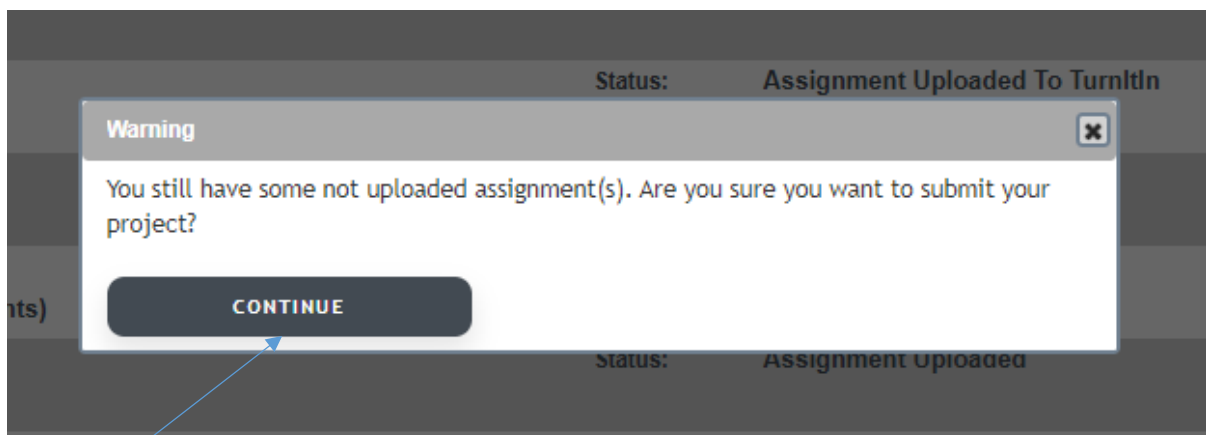 Status: Assignment Uploaded To TurnItIn
Warning
You still have some not uploaded assignment(s). Are you sure you want to submit your
project?
CONTINUE
nts)
Status: Assignment Uploaded